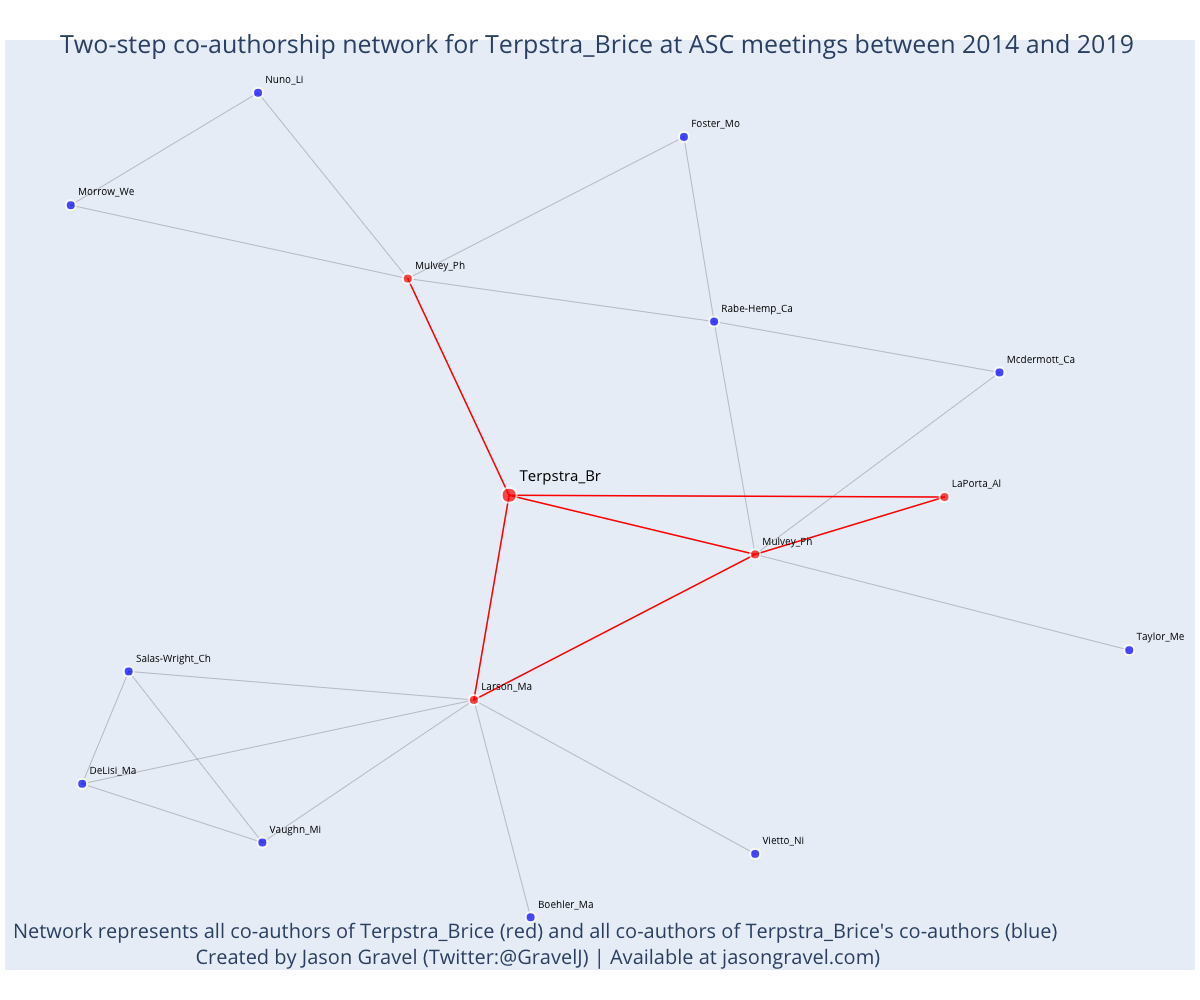 Two-step co-authorship network for Terpstra_Brice at ASC meetings between 2014 and 2019
Nuno_Li
Foster_Mo
Morrow_We
Mulvey_Ph
Rabe-Hemp_Ca
Mcdermott_Ca
Terpstra_Br
LaPorta_Al
Mulvey_Ph
Taylor_Me
Salas-Wright_Ch
Larson_Ma
DeLisi_Ma
Vaughn_Mi
Vietto_Ni
Boehler_Ma
Network represents all co-authors of Terpstra_Brice (red) and all co-authors of Terpstra_Brice's co-authors (blue)
Created by Jason Gravel (Twitter:@GravelJ) | Available at jasongravel.com)